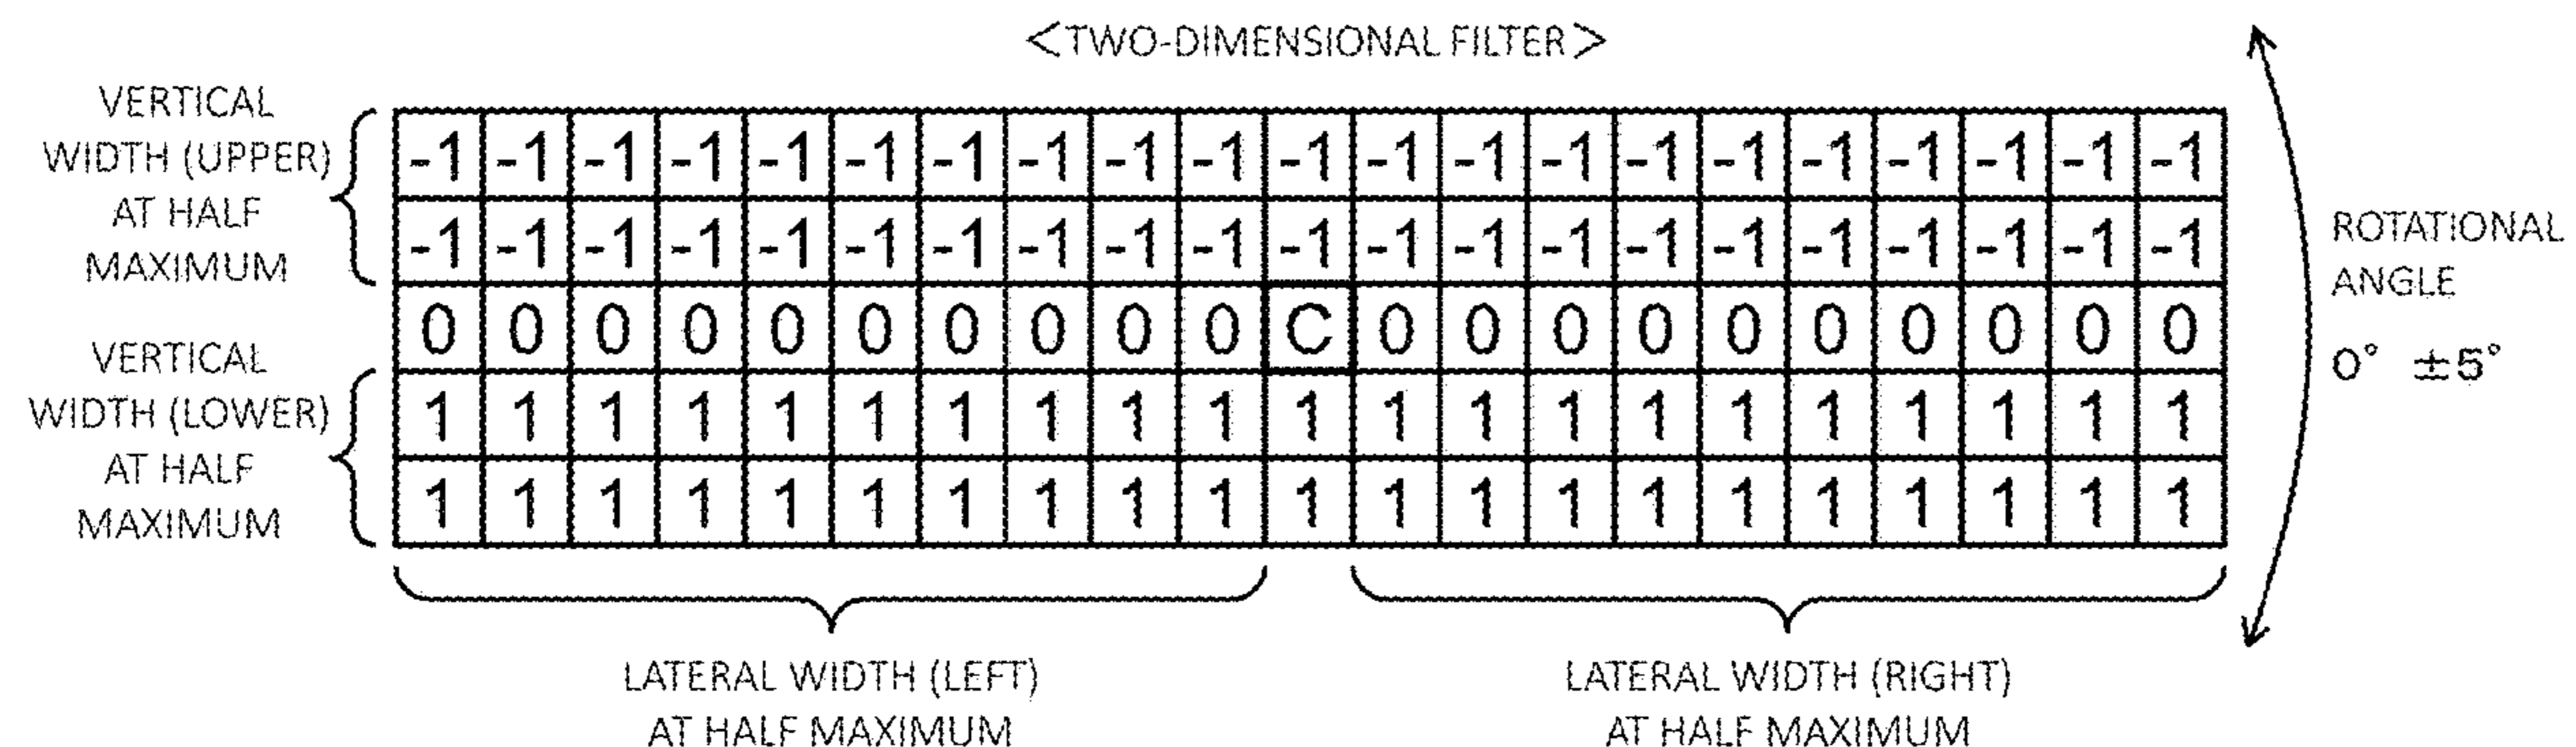 <TWO-DIMENSIONAL FILTER>
VERTICAL
WIDTH (UPPER)
AT HALF
MAXIMUM
-1 -1 -1 -1 -1 -1 -1 -1 -1 -1 -1 -1 -1 -1 -1 -1 -1 -1 -1 -1 -1
-1 -1 -1 -1 -1 -1 -1 -1 -1 -1 -1 -1 -1 -1 -1 -1 -1 -1 -1 -1 -1
0 0 0 0 0 0 0 0 0 0 C 0 0 0 0 0 0 0 0 0 0
VERTICAL
WIDTH (LOWER)
AT HALF
MAXIMUM
1 1 1 1 1 1 1 1 1 1 1 1 1 1 1 1 1 1 1 1 1
1 1 1 1 1 1 1 1 1 1 1 1 1 1 1 1 1 1 1 1 1
ROTATIONAL
ANGLE
0° ±5°
LATERAL WIDTH (LEFT)
AT HALF MAXIMUM
LATERAL WIDTH (RIGHT)
AT HALF MAXIMUM